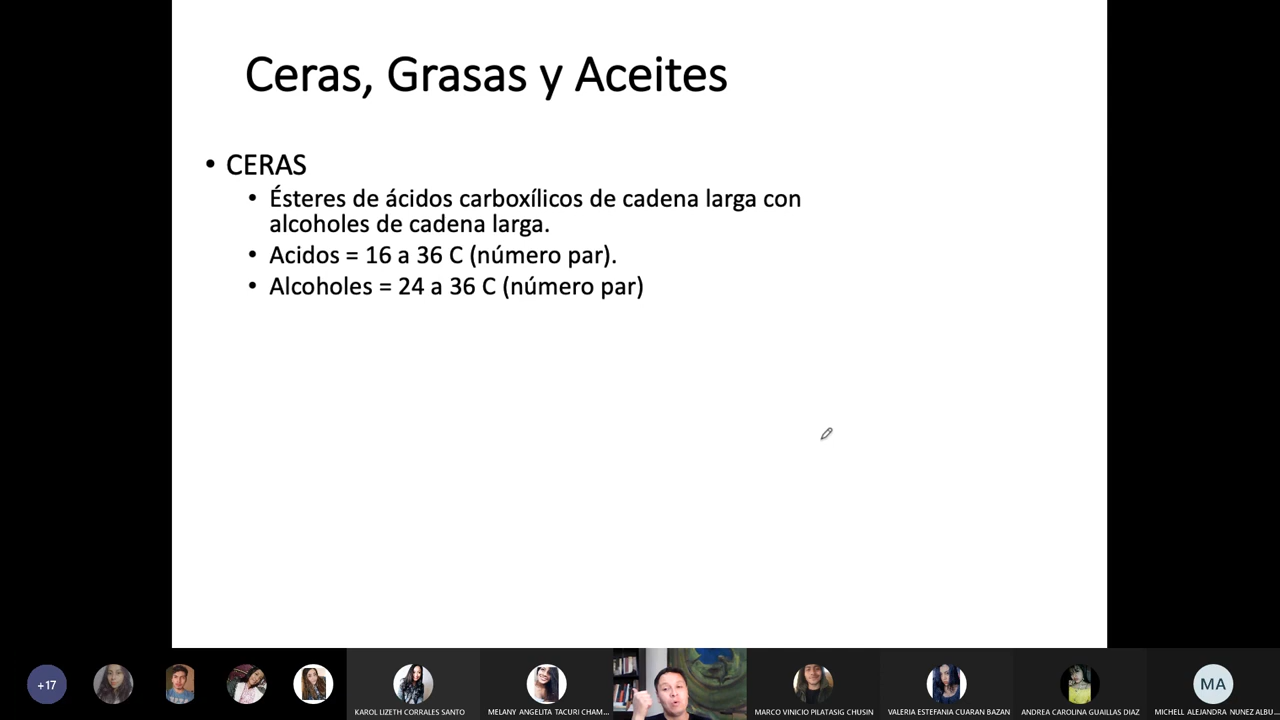 Ceras, Grasas y Aceites
• CERAS
• Ésteres de ácidos carboxílicos de cadena larga con
alcoholes de cadena larga.
• Acidos = 16 a 36 C (número par).
• Alcoholes = 24 a 36 C (número par)
+17
KAROL LIZETH CORRALES SANTO
MELANY ANGELITA TACURI CHAM...
MARCO VINICIO PILATASIG CHUSIN
VALERIA ESTEFANIA CUARAN BAZAN
ANDREA CAROLINA GUAILLAS DIAZ
MA
MICHELL ALEJANDRA NUNEZ ALBU...